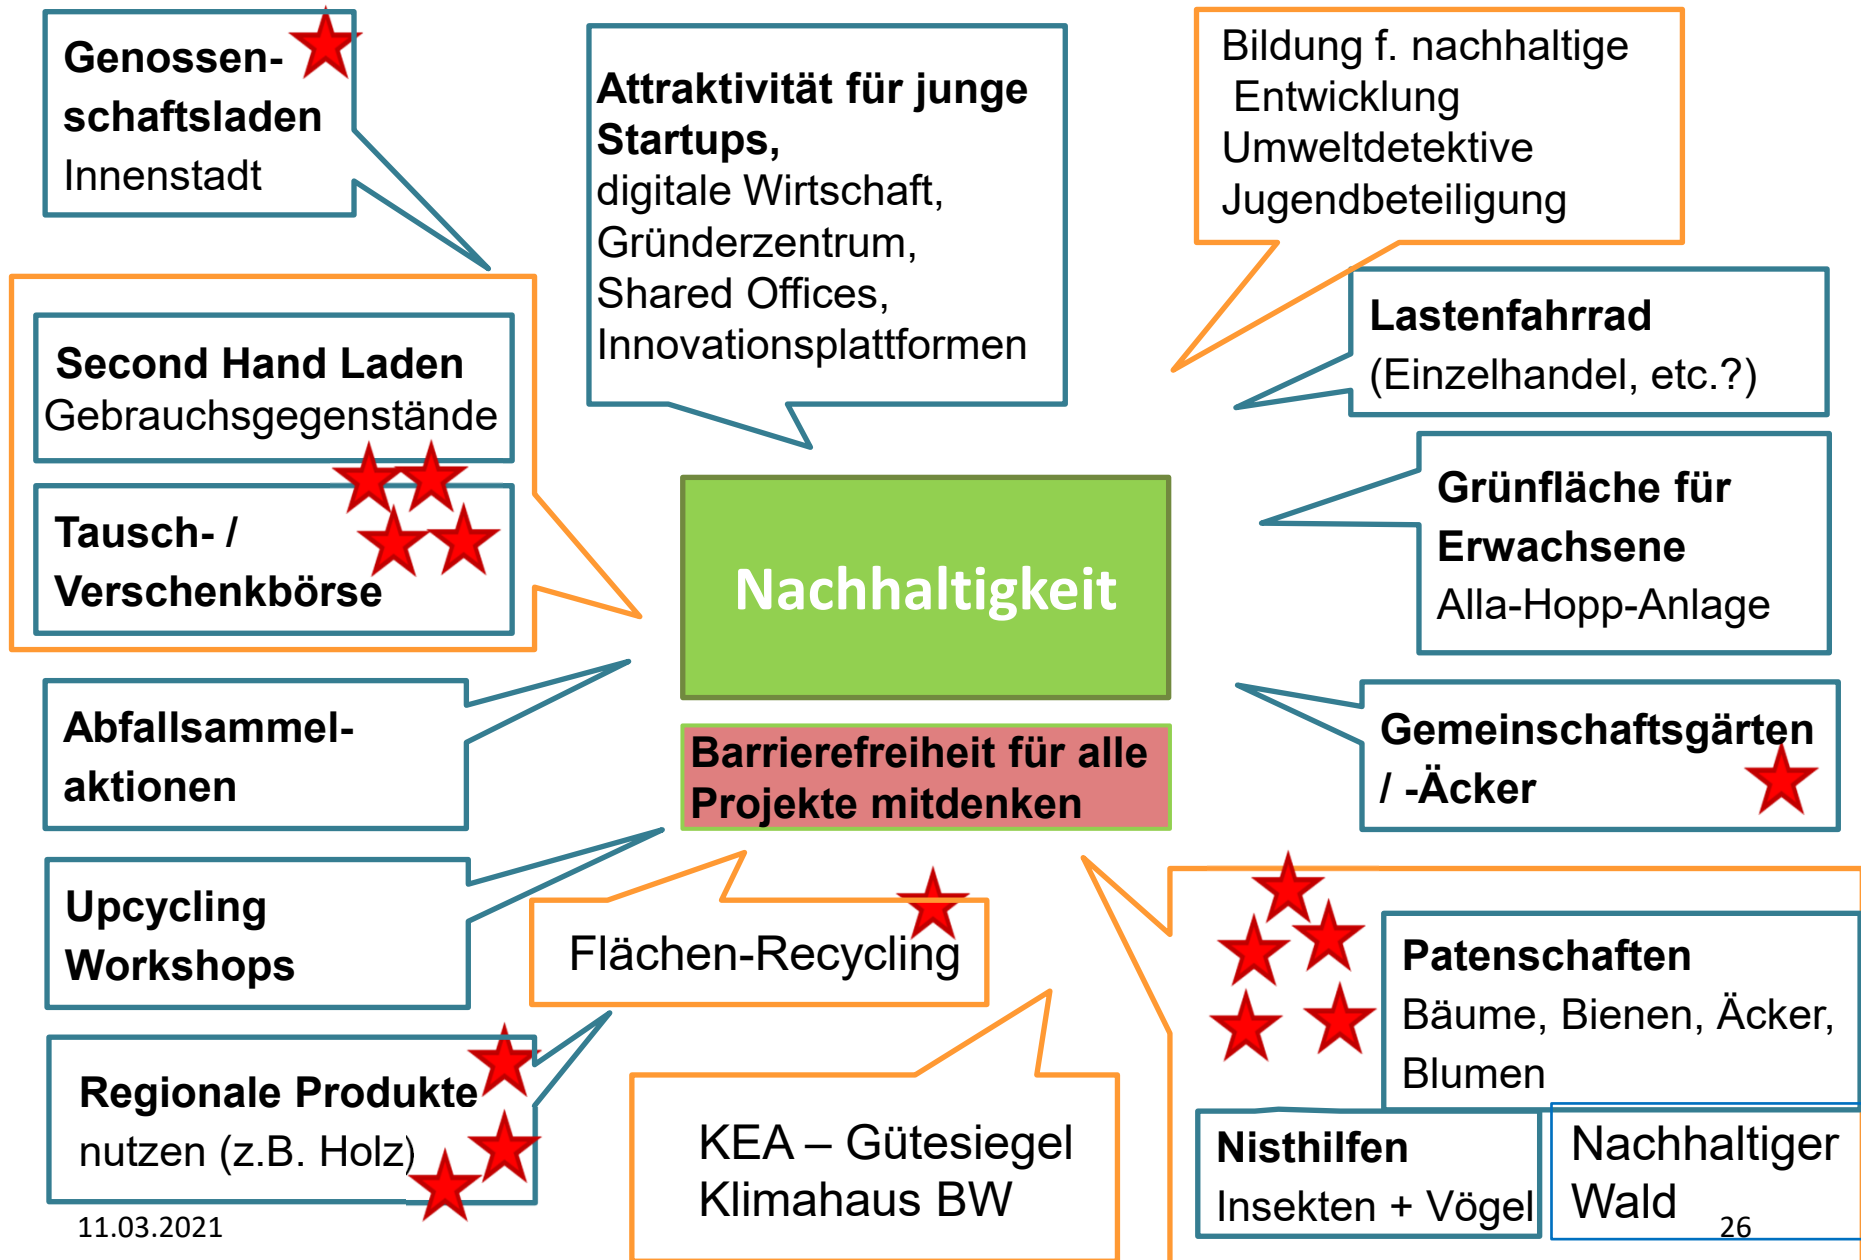 Genossen-
schaftsladen
Innenstadt
Attraktivität für junge
Startups,
digitale Wirtschaft,
Gründerzentrum,
Shared Offices,
Innovationsplattformen
Bildung f. nachhaltige
Entwicklung
Umweltdetektive
Jugendbeteiligung
Second Hand Laden
Gebrauchsgegenstände
Tausch- /
Verschenkbörse
Lastenfahrrad
(Einzelhandel, etc.?)
Grünfläche für
Erwachsene
Alla-Hopp-Anlage
Nachhaltigkeit
Barrierefreiheit für alle
Projekte mitdenken
Abfallsammel-
aktionen
Gemeinschaftsgärten
/ -Äcker
Upcycling
Workshops
Flächen-Recycling
Patenschaften
Bäume, Bienen, Äcker,
Blumen
Regionale Produkte
nutzen (z.B. Holz)
KEA – Gütesiegel
Klimahaus BW
Nisthilfen
Insekten + Vögel
Nachhaltiger
Wald
11.03.2021
26